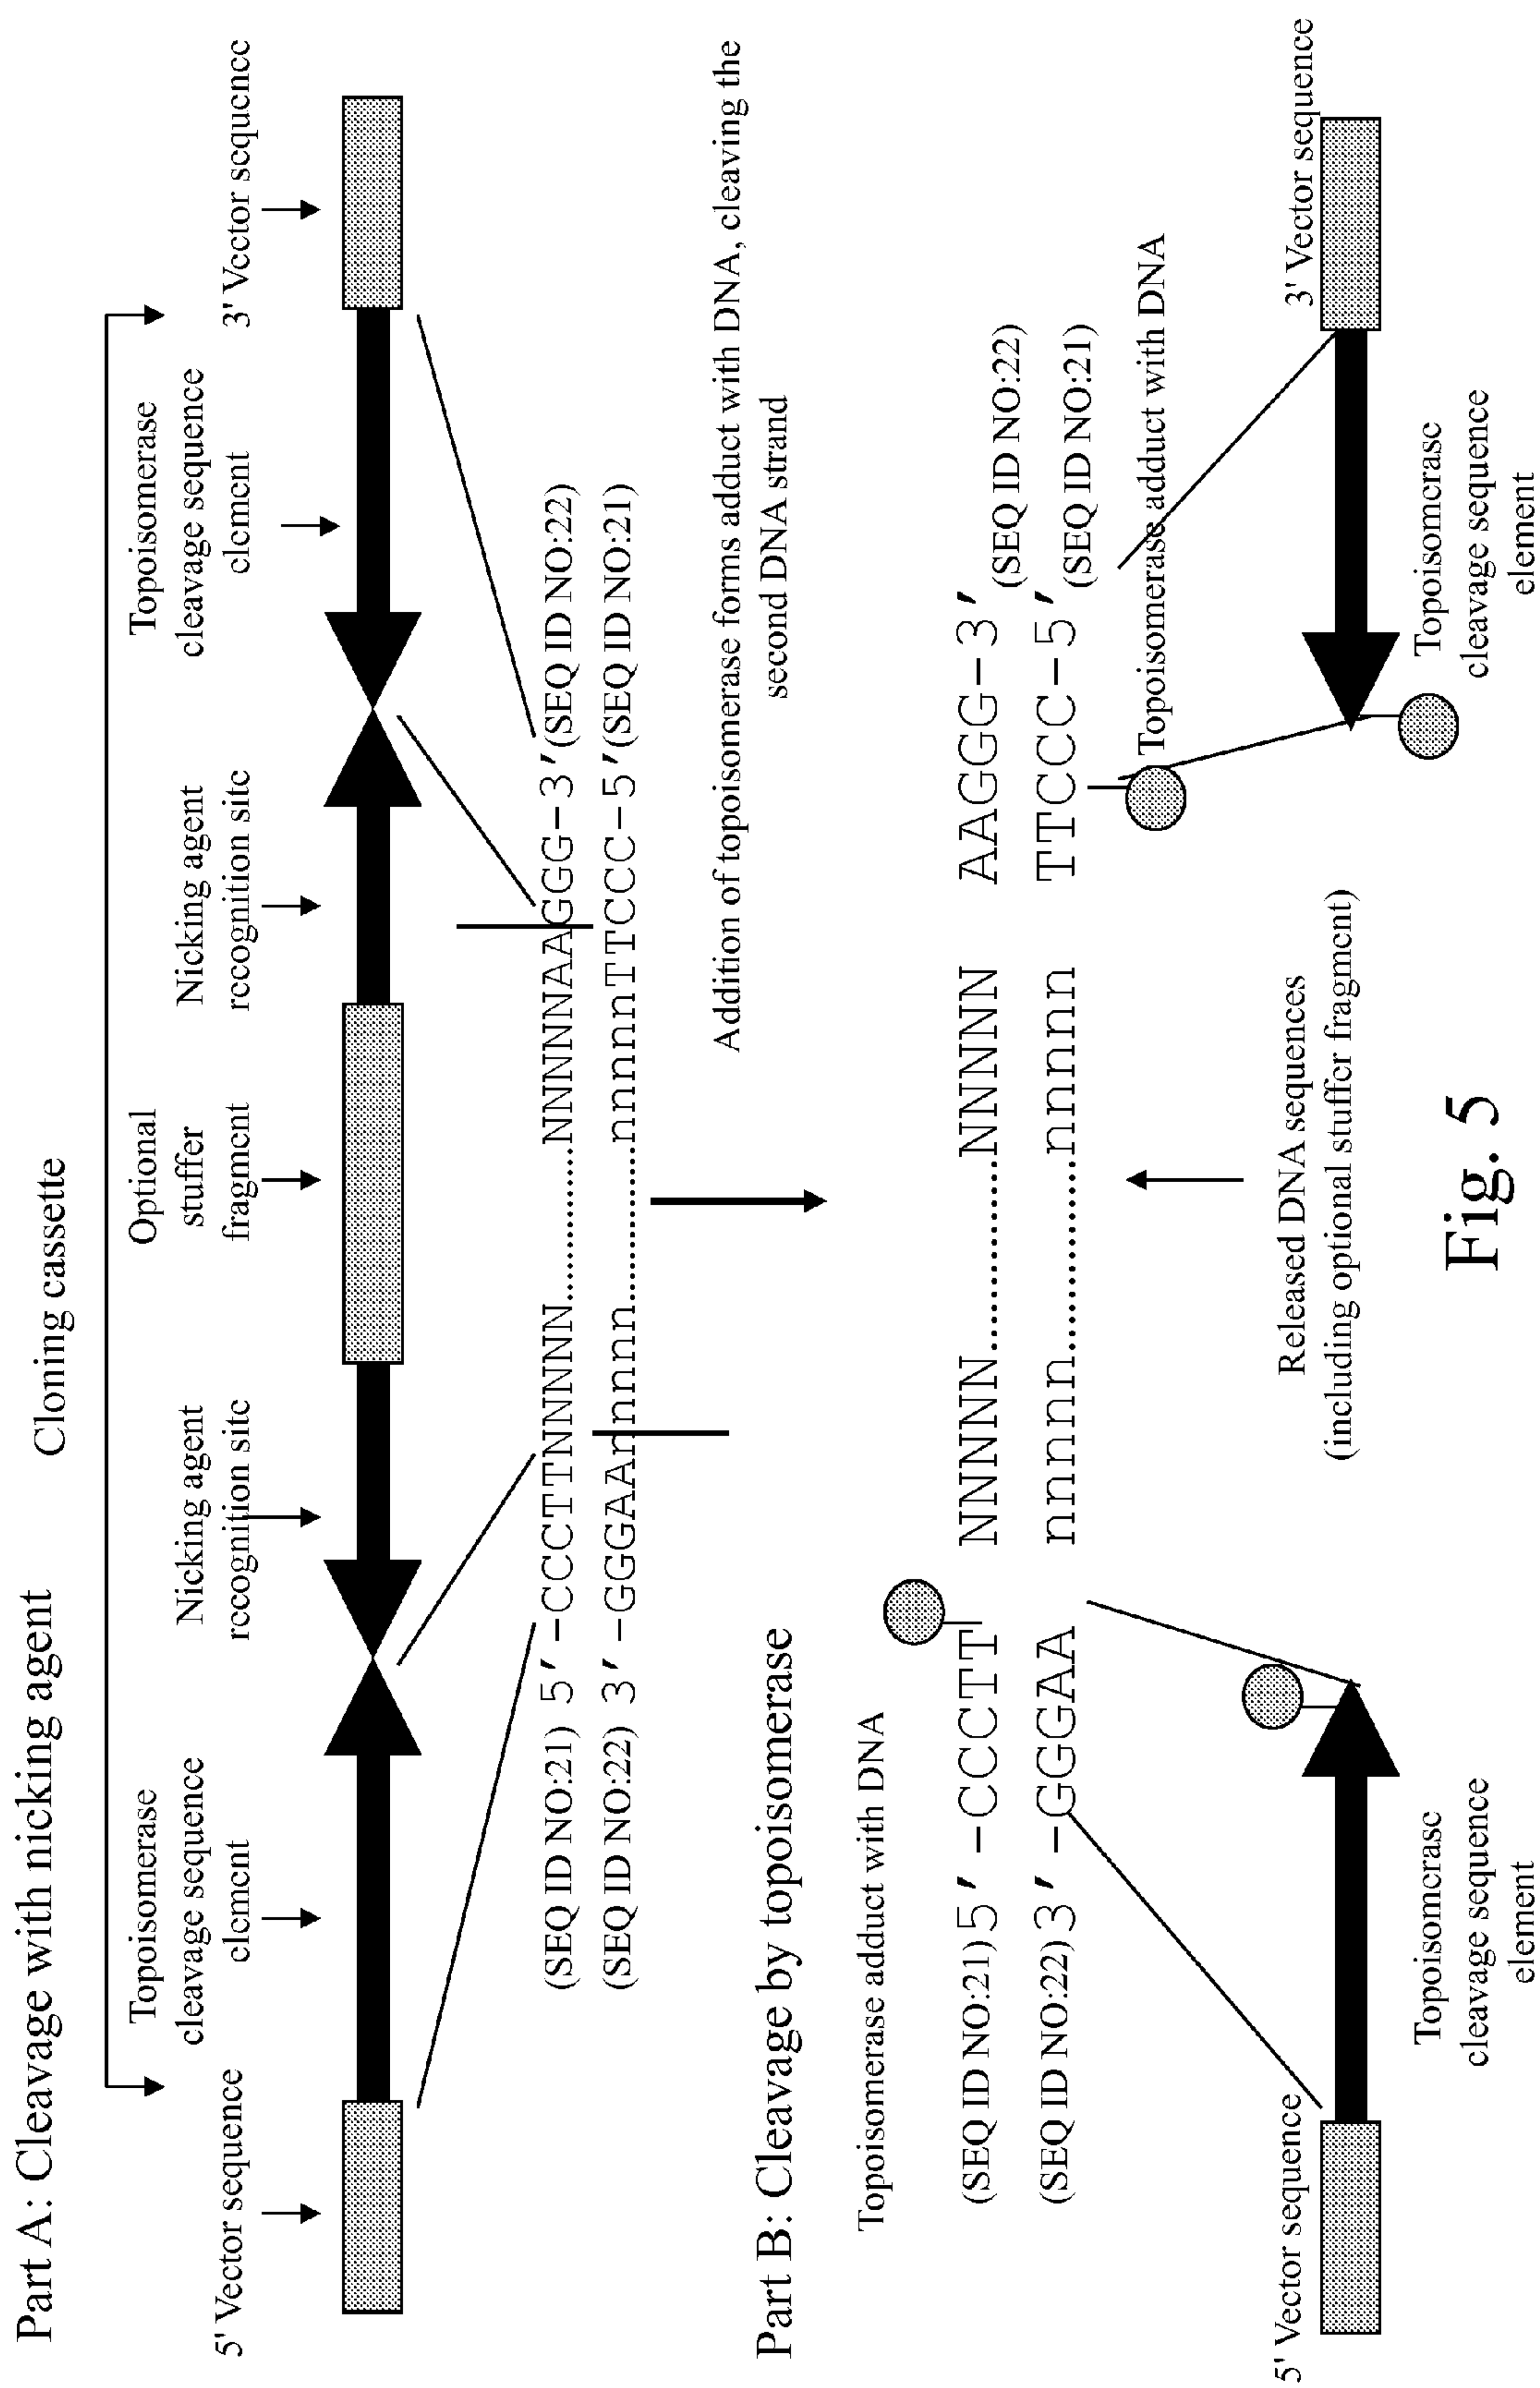 Part A: Cleavage with nicking agent
Cloning cassette
5' Vector sequence
Topoisomerase
cleavage sequence
element
Nicking agent
recognition site
Optional
stuffer
fragment
Nicking agent
recognition site
Topoisomerase
cleavage sequence
element
3' Vector sequence
(SEQ ID NO:21) 5'-CCCTTNNNNN............NNNNNAAGGG-3'(SEQ ID NO:22)
(SEQ ID NO:22) 3'-GGGAAnnnnn............nnnnnnTTCCC-5'(SEQ ID NO:21)
Addition of topoisomerase forms adduct with DNA, cleaving the
second DNA strand
Part B: Cleavage by topoisomerase
Topoisomerase adduct with DNA
(SEQ ID NO:21) 5'-CCCTT NNNNNN............NNNNNN AAGGG-3'
(SEQ ID NO:22)
(SEQ ID NO:22) 3'-GGGAA nnnnnn............nnnnnn TTCCC-5'
(SEQ ID NO:21)
Topoisomerase adduct with DNA
5' Vector sequence
Topoisomerase
cleavage sequence
element
Released DNA sequences
(including optional stuffer fragment)
3' Vector sequence
Topoisomerase
cleavage sequence
element
Fig. 5